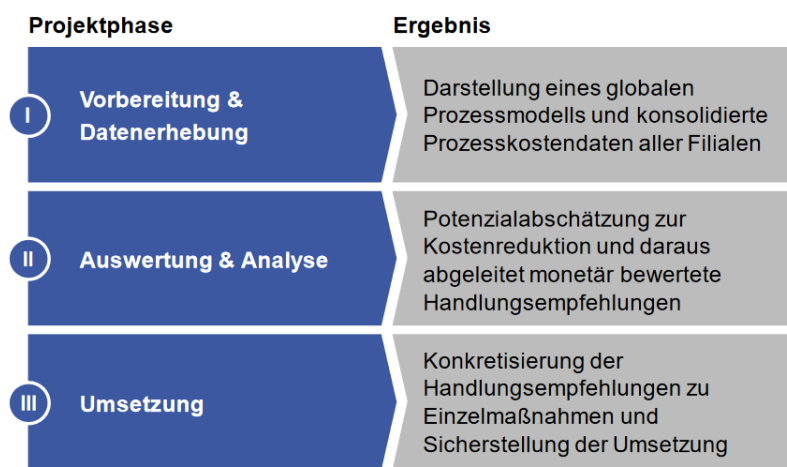 Projektphase
Ergebnis
I
Vorbereitung &
Datenerhebung
Darstellung eines globalen
Prozessmodells und konsolidierte
Prozesskostendaten aller Filialen
II
Auswertung & Analyse
Potenzialabschätzung zur
Kostenreduktion und daraus
abgeleitet monetär bewertete
Handlungsempfehlungen
III
Umsetzung
Konkretisierung der
Handlungsempfehlungen zu
Einzelmaßnahmen und
Sicherstellung der Umsetzung